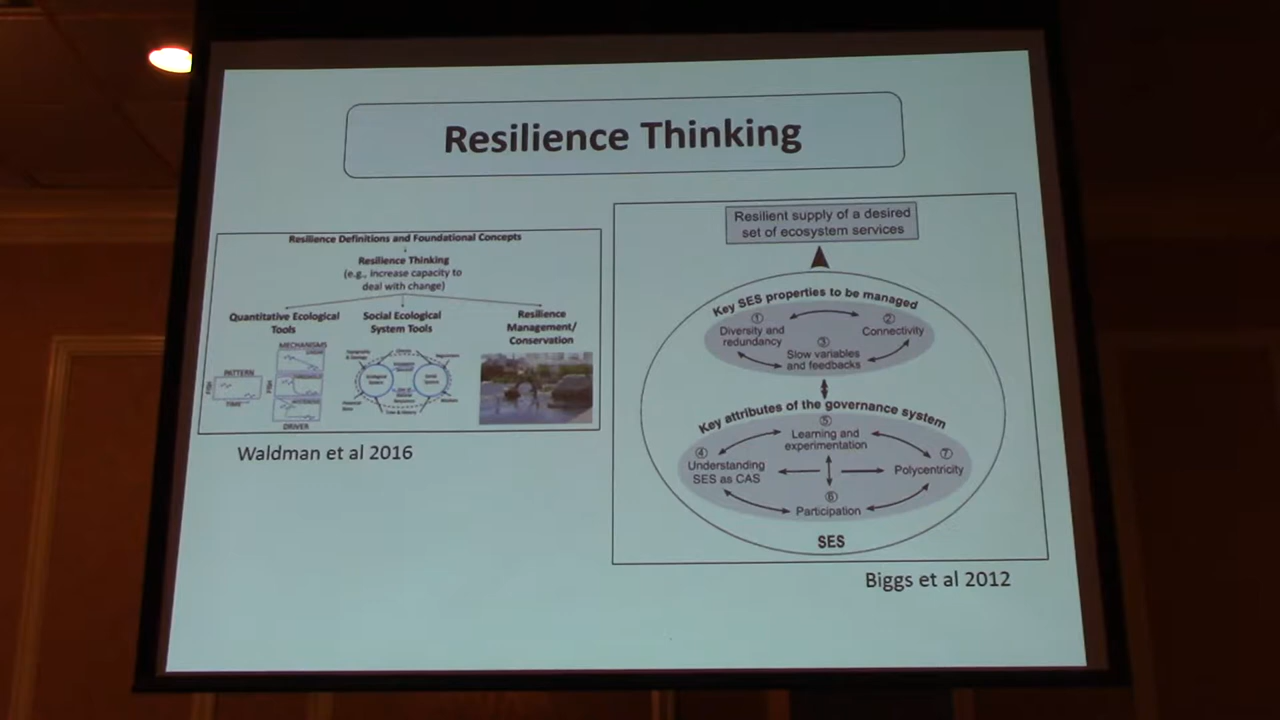 Resilience Thinking
Resilience Definitions and Foundational Concepts
Resilience Thinking
(e.g., increase capacity to
deal with change)
Quantitative Ecological
Tools
Social Ecological
System Tools
Resilience
Management/
Conservation
MECHANISMS
PATTERN
FISH
TIME
FISH
DRIVER
Waldman et al 2016
Resilient supply of a desired
set of ecosystem services
Key SES properties to be managed
① Diversity and
redundancy
② Connectivity
③ Slow variables
and feedbacks
Key attributes of the governance system
⑤ Learning and
experimentation
④ Understanding
SES as CAS
⑦ Polycentricity
⑥ Participation
SES
Biggs et al 2012